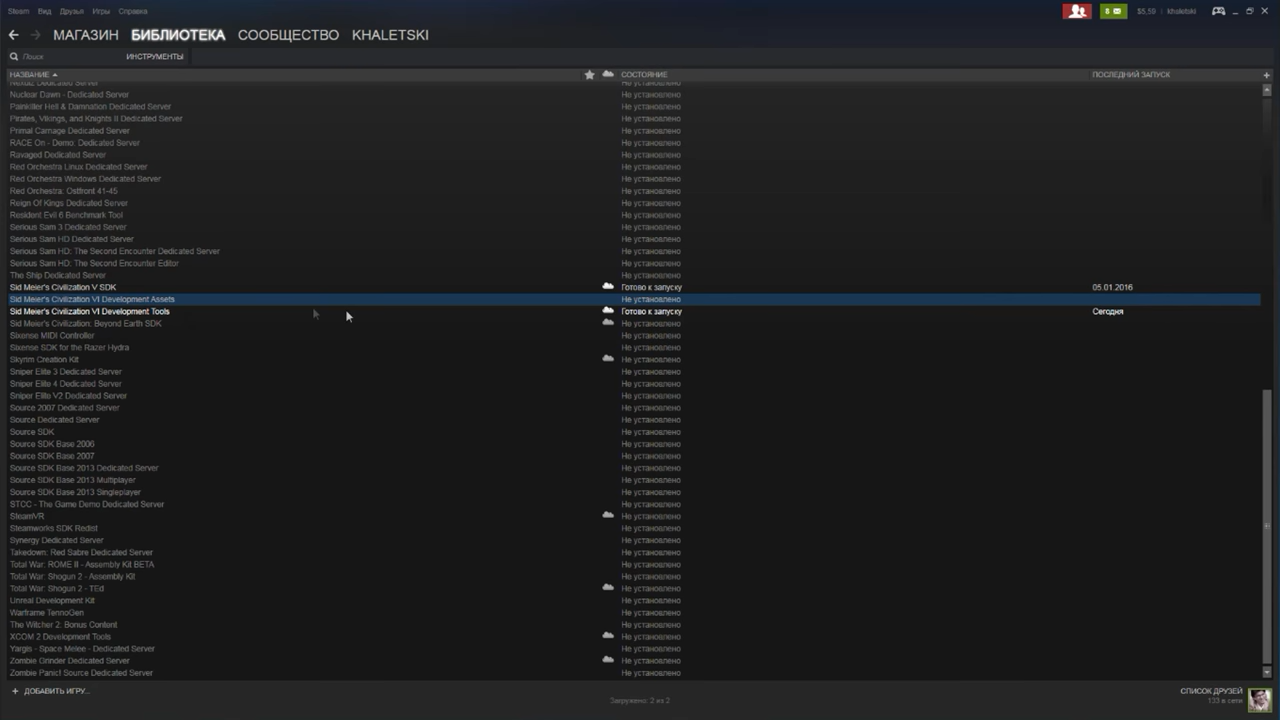 Steam Вид Друзья Игры Справка
8 $5,59 khaletski
МАГАЗИН БИБЛИОТЕКА СООБЩЕСТВО KHALETSKI
Поиск ИНСТРУМЕНТЫ
НАЗВАНИЕ СОСТОЯНИЕ ПОСЛЕДНИЙ ЗАПУСК
Dedicated Server Не установлено
Nuclear Dawn - Dedicated Server Не установлено
Painkiller Hell & Damnation Dedicated Server Не установлено
Pirates, Vikings, and Knights II Dedicated Server Не установлено
Primal Carnage Dedicated Server Не установлено
RACE On - Demo: Dedicated Server Не установлено
Ravaged Dedicated Server Не установлено
Red Orchestra Linux Dedicated Server Не установлено
Red Orchestra Windows Dedicated Server Не установлено
Red Orchestra: Ostfront 41-45 Не установлено
Reign Of Kings Dedicated Server Не установлено
Resident Evil 6 Benchmark Tool Не установлено
Serious Sam 3 Dedicated Server Не установлено
Serious Sam HD Dedicated Server Не установлено
Serious Sam HD: The Second Encounter Dedicated Server Не установлено
Serious Sam HD: The Second Encounter Editor Не установлено
The Ship Dedicated Server Не установлено
Sid Meier's Civilization V SDK Готово к запуску 05.01.2016
Sid Meier's Civilization VI Development Assets Не установлено
Sid Meier's Civilization VI Development Tools Готово к запуску Сегодня
Sid Meier's Civilization: Beyond Earth SDK Не установлено
Sixense MIDI Controller Не установлено
Sixense SDK for the Razer Hydra Не установлено
Skyrim Creation Kit Не установлено
Sniper Elite 3 Dedicated Server Не установлено
Sniper Elite 4 Dedicated Server Не установлено
Sniper Elite V2 Dedicated Server Не установлено
Source 2007 Dedicated Server Не установлено
Source Dedicated Server Не установлено
Source SDK Не установлено
Source SDK Base 2006 Не установлено
Source SDK Base 2007 Не установлено
Source SDK Base 2013 Dedicated Server Не установлено
Source SDK Base 2013 Multiplayer Не установлено
Source SDK Base 2013 Singleplayer Не установлено
STCC - The Game Demo Dedicated Server Не установлено
SteamVR Не установлено
Steamworks SDK Redist Не установлено
Synergy Dedicated Server Не установлено
Takedown: Red Sabre Dedicated Server Не установлено
Total War: ROME II - Assembly Kit BETA Не установлено
Total War: Shogun 2 - Assembly Kit Не установлено
Total War: Shogun 2 - TEd Не установлено
Unreal Development Kit Не установлено
Warframe TennoGen Не установлено
The Witcher 2: Bonus Content Не установлено
XCOM 2 Development Tools Не установлено
Yargis - Space Melee - Dedicated Server Не установлено
Zombie Grinder Dedicated Server Не установлено
Zombie Panic! Source Dedicated Server Не установлено
+ ДОБАВИТЬ ИГРУ... Загружено: 2 из 2 СПИСОК ДРУЗЕЙ
133 в сети